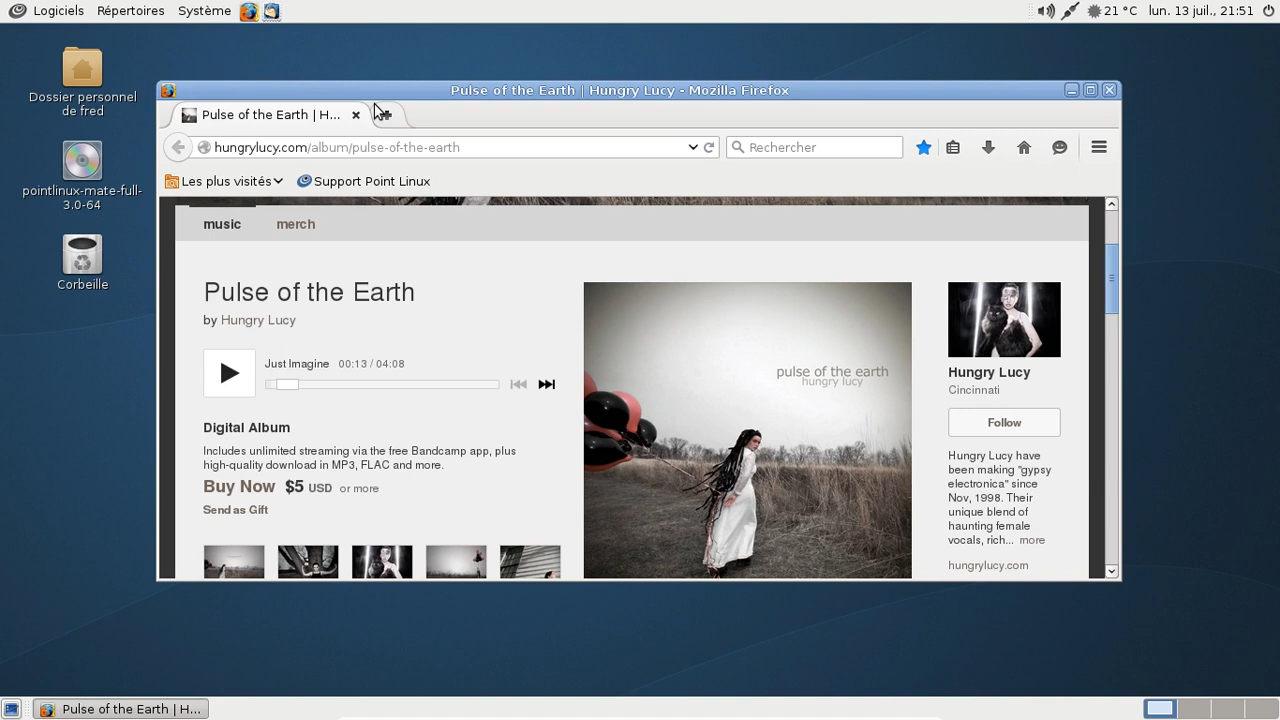 Logiciels Répertoires Système
21 °C lun. 13 juil., 21:51
Dossier personnel
de fred
pointlinux-mate-full-
3.0-64
Corbeille
Pulse of the Earth | Hungry Lucy - Mozilla Firefox
Pulse of the Earth | H...
hungrylucy.com/album/pulse-of-the-earth
Rechercher
Les plus visités
Support Point Linux
music merch
Pulse of the Earth
by Hungry Lucy
Just Imagine 00:13 / 04:08
Digital Album
Includes unlimited streaming via the free Bandcamp app, plus
high-quality download in MP3, FLAC and more.
Buy Now $5 USD or more
Send as Gift
pulse of the earth
hungry lucy
Hungry Lucy
Cincinnati
Follow
Hungry Lucy have
been making "gypsy
electronica" since
Nov, 1998. Their
unique blend of
haunting female
vocals, rich... more
hungrylucy.com
Pulse of the Earth | H...